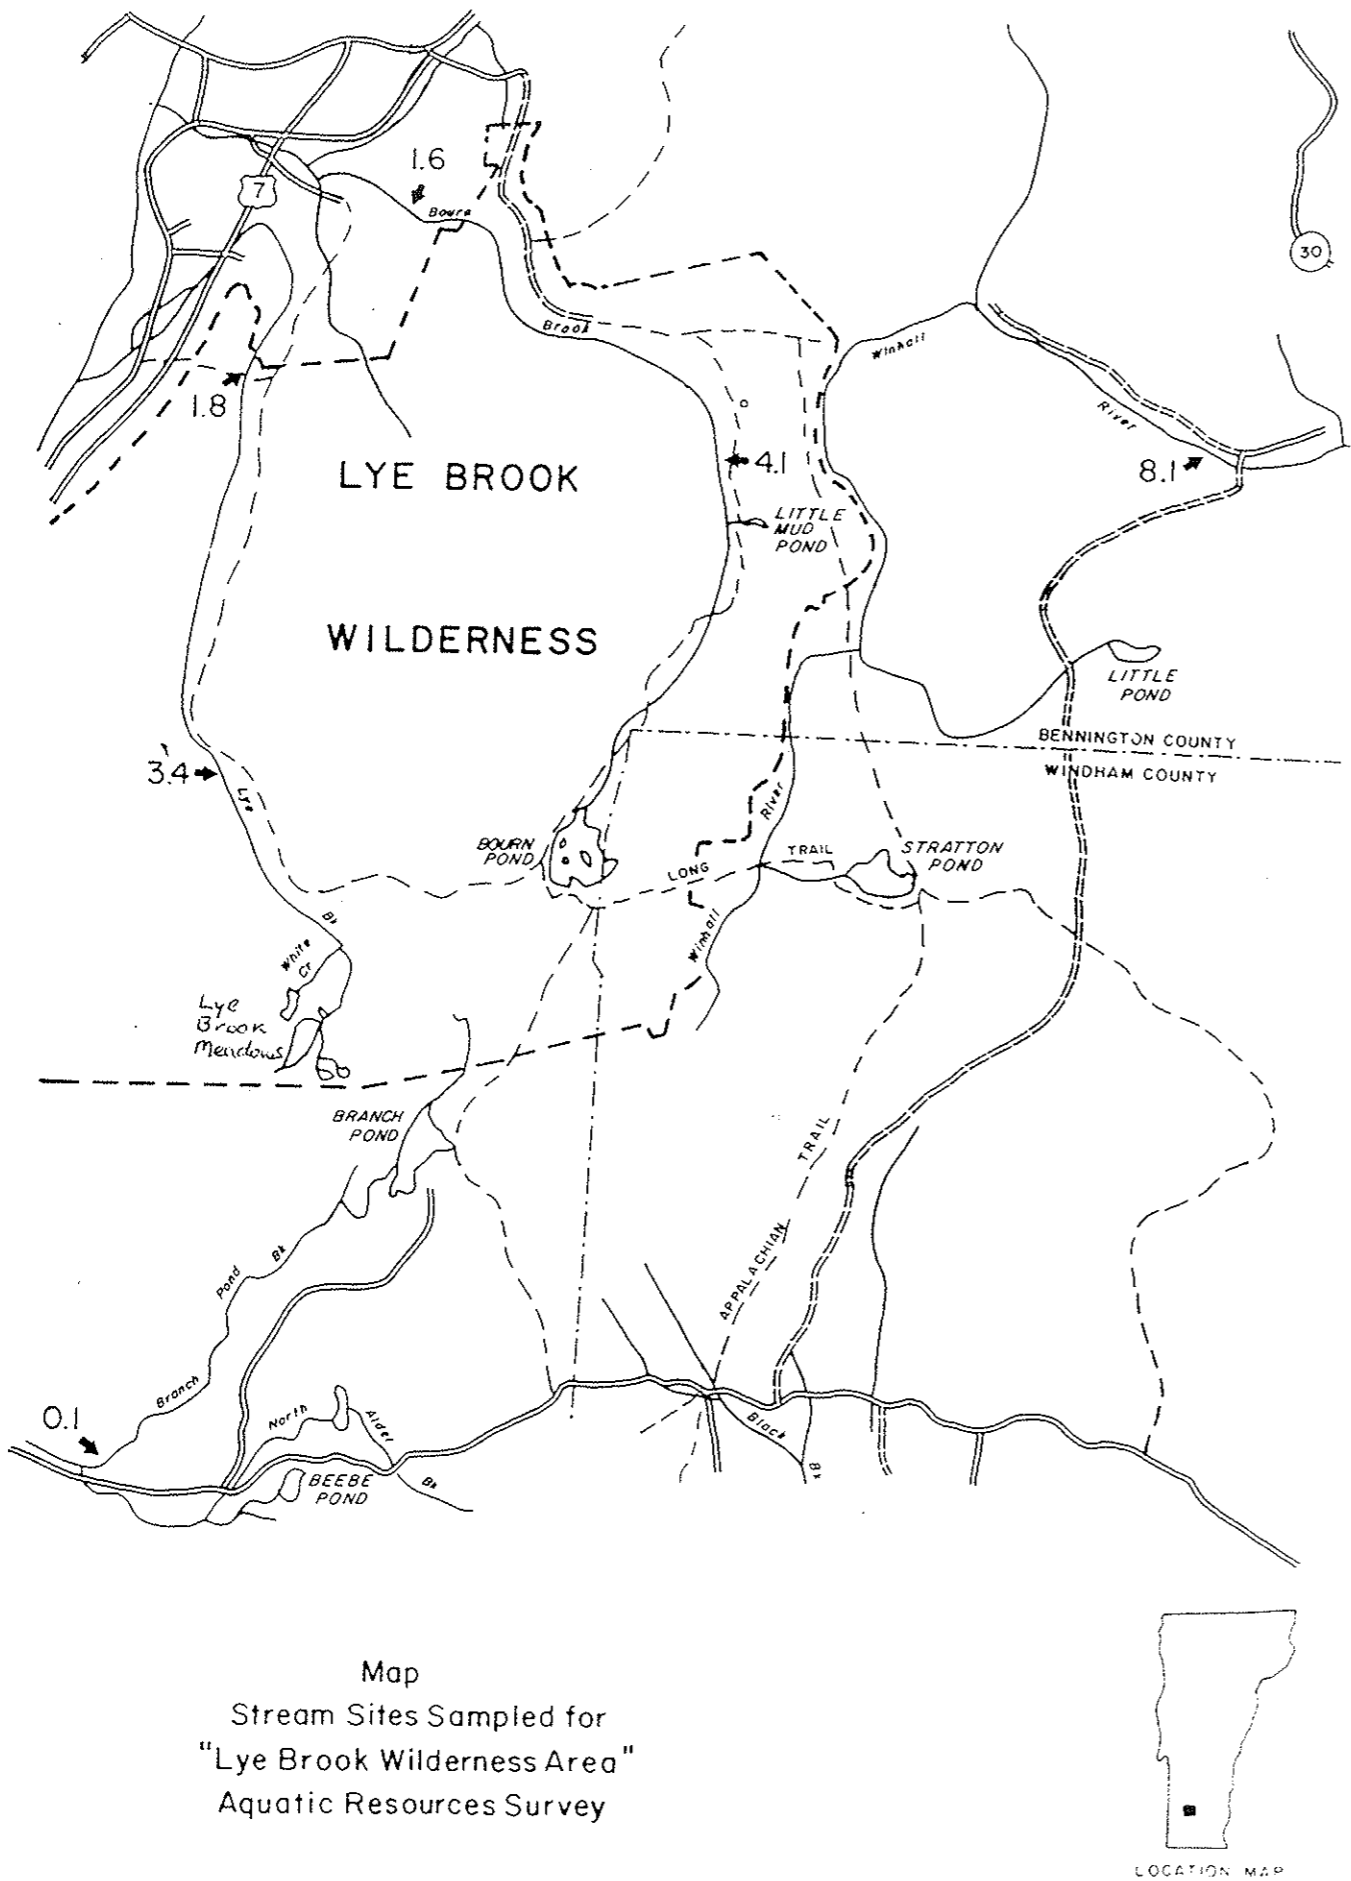 1.6
7
Bourn
30
Brook
Winhall
River
1.8
LYE BROOK
4.1
8.1
LITTLE
MUD
POND
WILDERNESS
LITTLE
POND
BENNINGTON COUNTY
WINDHAM COUNTY
3.4
Lye
River
BOURN
POND
LONG
TRAIL
STRATTON
POND
Bk
White
Cr
Winhall
Lye
Brook
Meadows
BRANCH
POND
TRAIL
APPALACHIAN
Pond
Bk
Branch
0.1
North
Alder
Bk
BEEBE
POND
Black
Bk
Map
Stream Sites Sampled for
"Lye Brook Wilderness Area"
Aquatic Resources Survey
LOCATION MAP